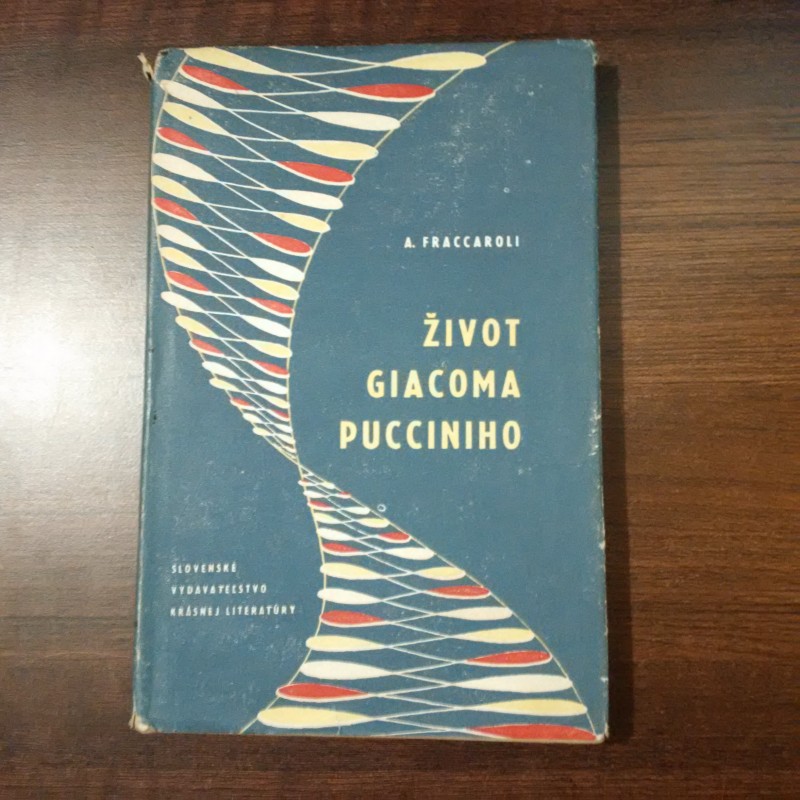 A. FRACCAROLI
ŽIVOT
GIACOMA
PUCCINIHO
SLOVENSKÉ
VYDAVATEĽSTVO
KRÁSNEJ LITERATÚRY